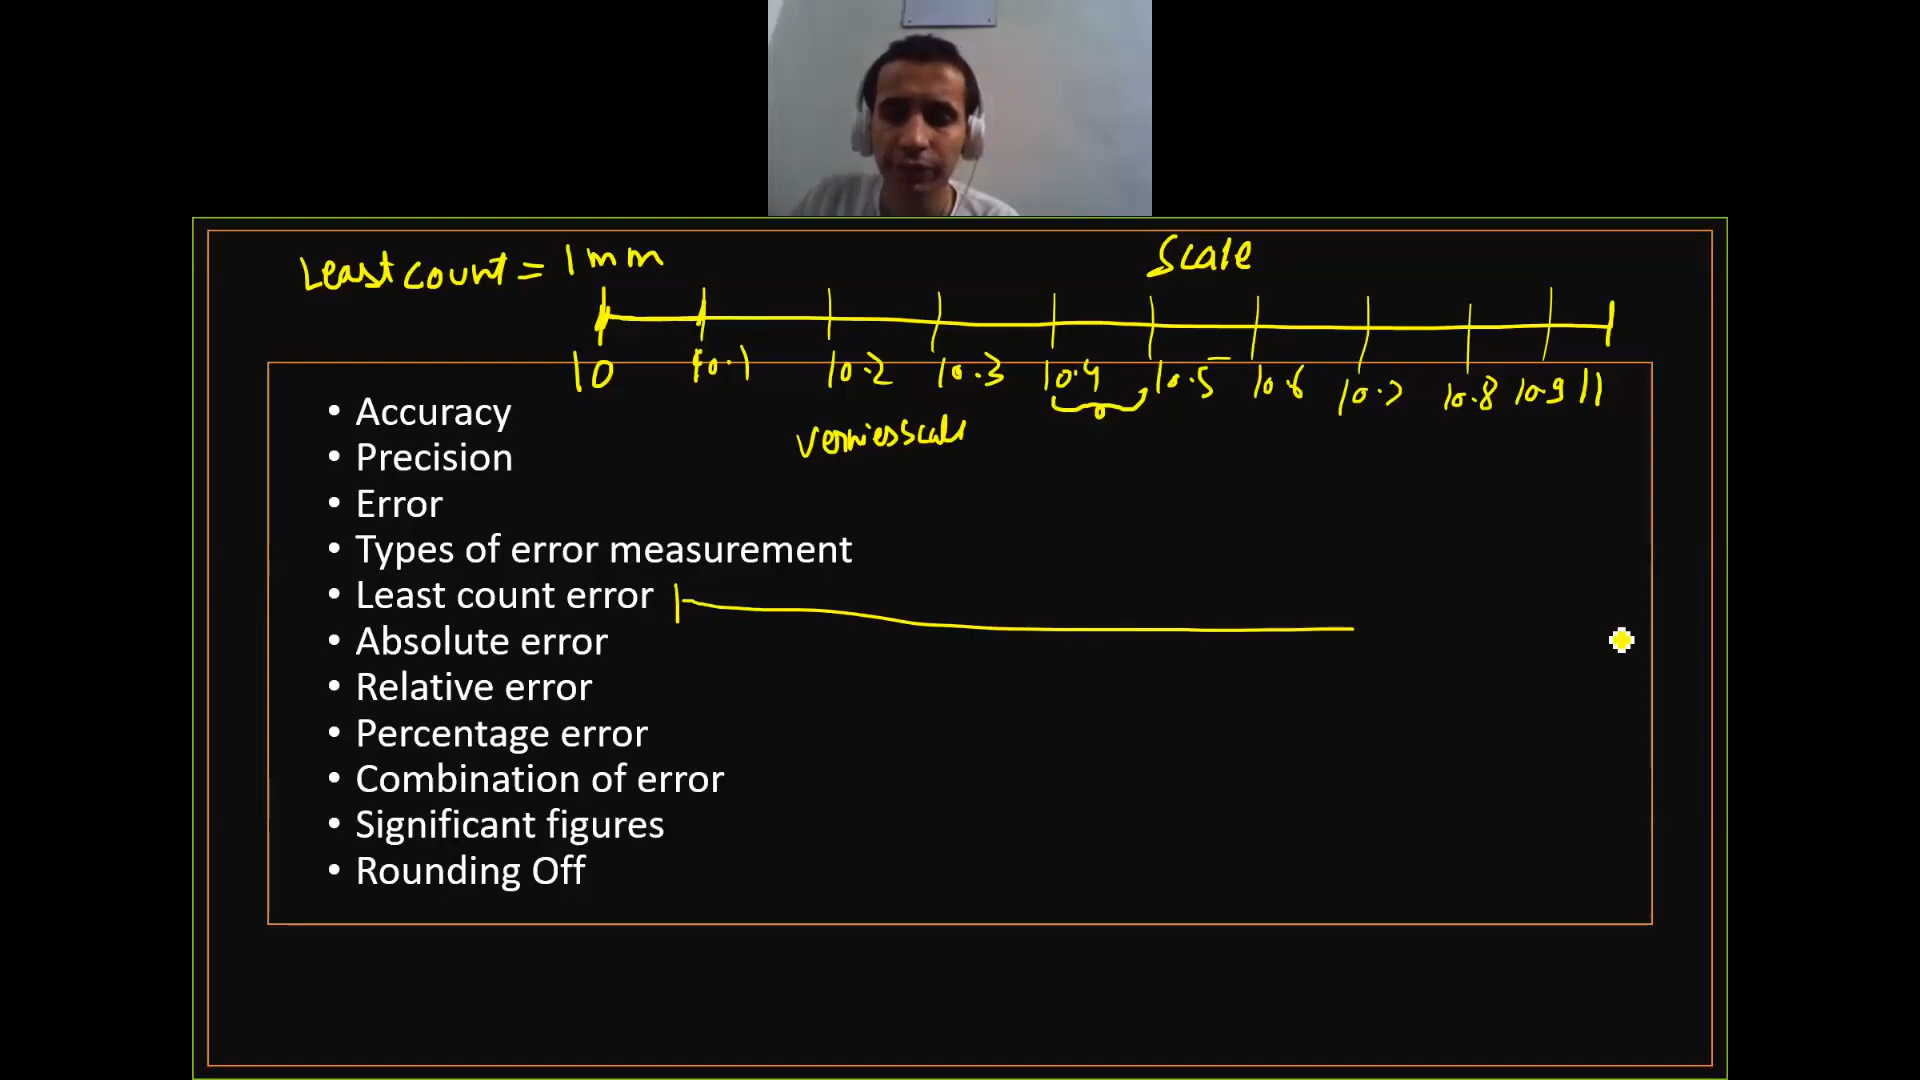 Least count = 1mm
Scale
10 10.1 10.2 10.3 10.4 10.5 10.6 10.7 10.8 10.9 11
vernier scale
• Accuracy
• Precision
• Error
• Types of error measurement
• Least count error
• Absolute error
• Relative error
• Percentage error
• Combination of error
• Significant figures
• Rounding Off